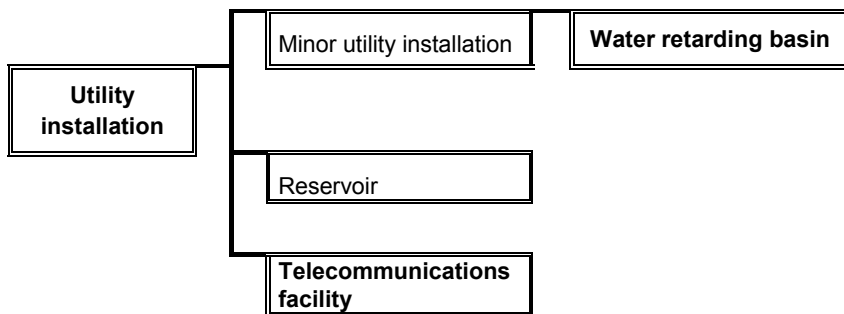 Minor utility installation
Water retarding basin
Utility
installation
Reservoir
Telecommunications
facility